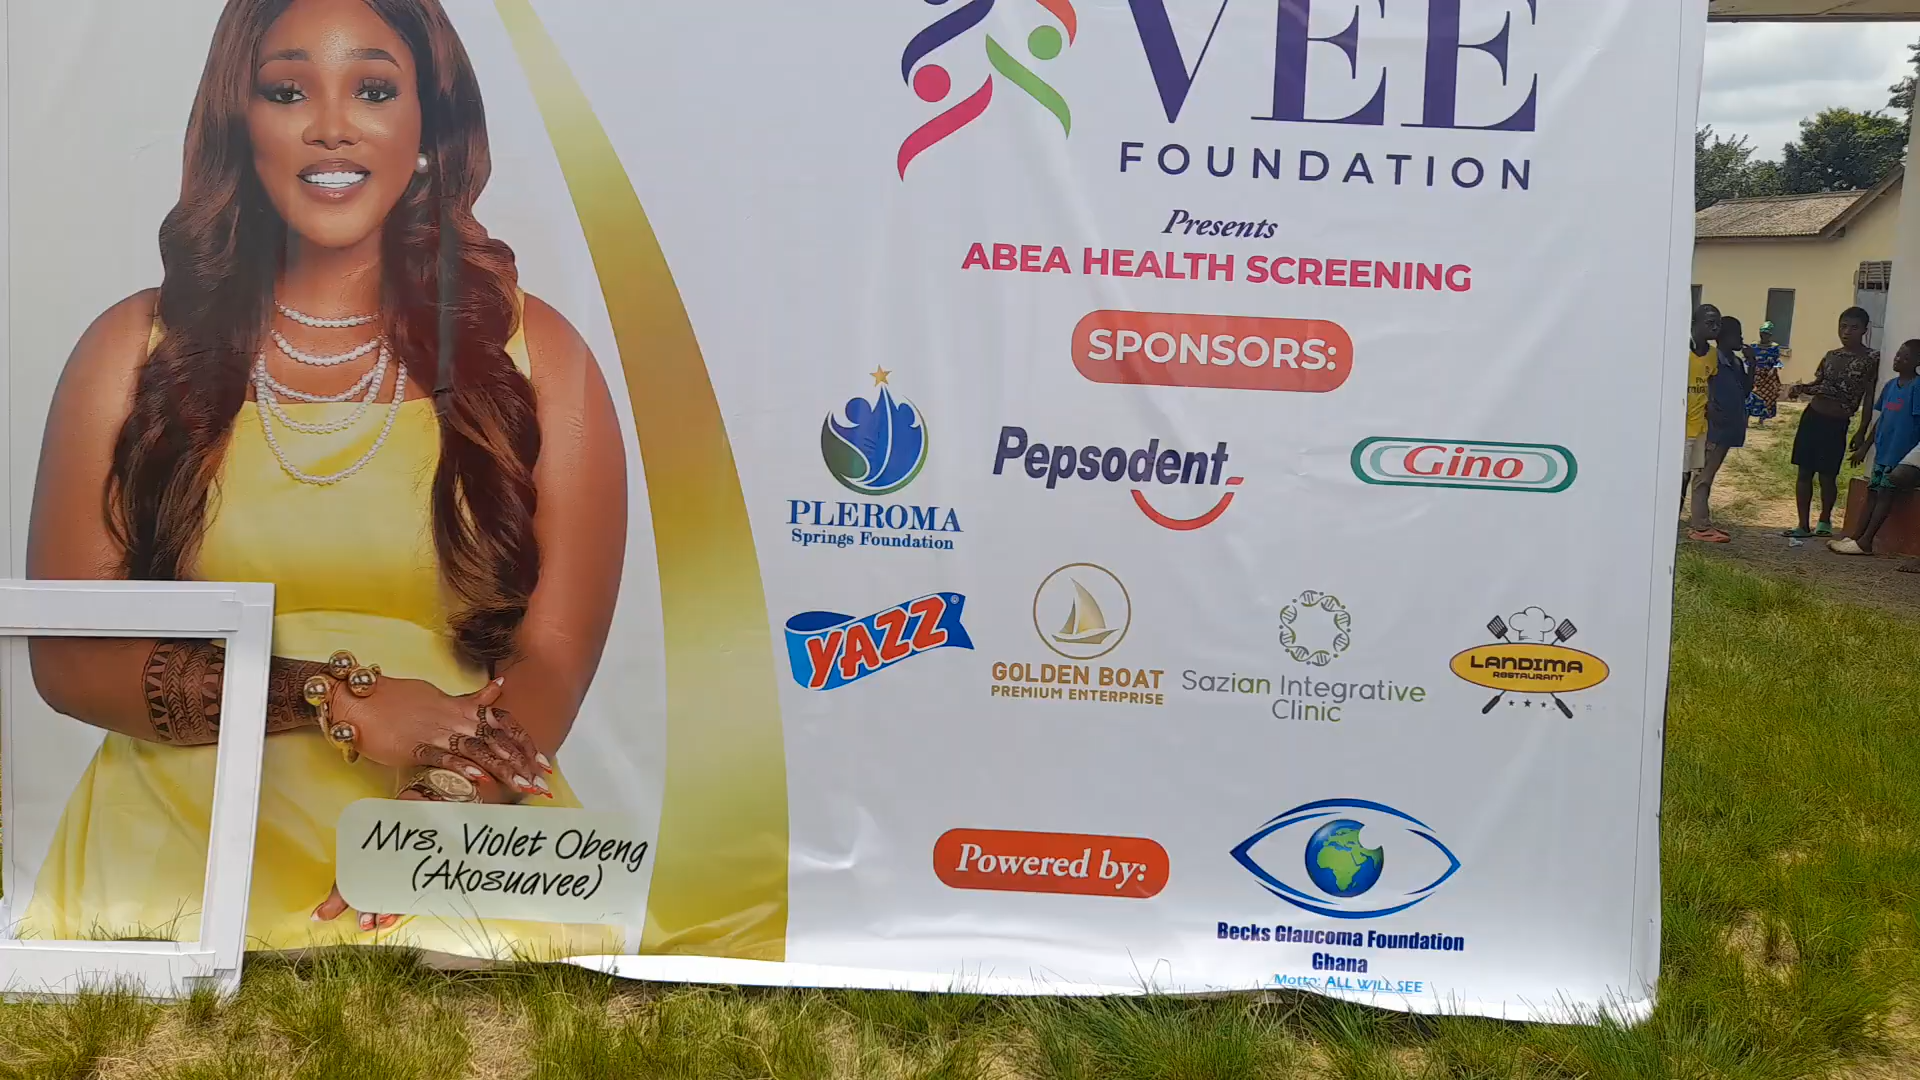 VEE
FOUNDATION
Presents
ABEA HEALTH SCREENING
SPONSORS:
PLEROMA
Springs Foundation
Pepsodent
Gino
YAZZ
GOLDEN BOAT
PREMIUM ENTERPRISE
Sazian Integrative
Clinic
LANDIMA
RESTAURANT
Mrs. Violet Obeng
(Akosuavee)
Powered by:
Becks Glaucoma Foundation
Ghana
Motto: ALL WILL SEE